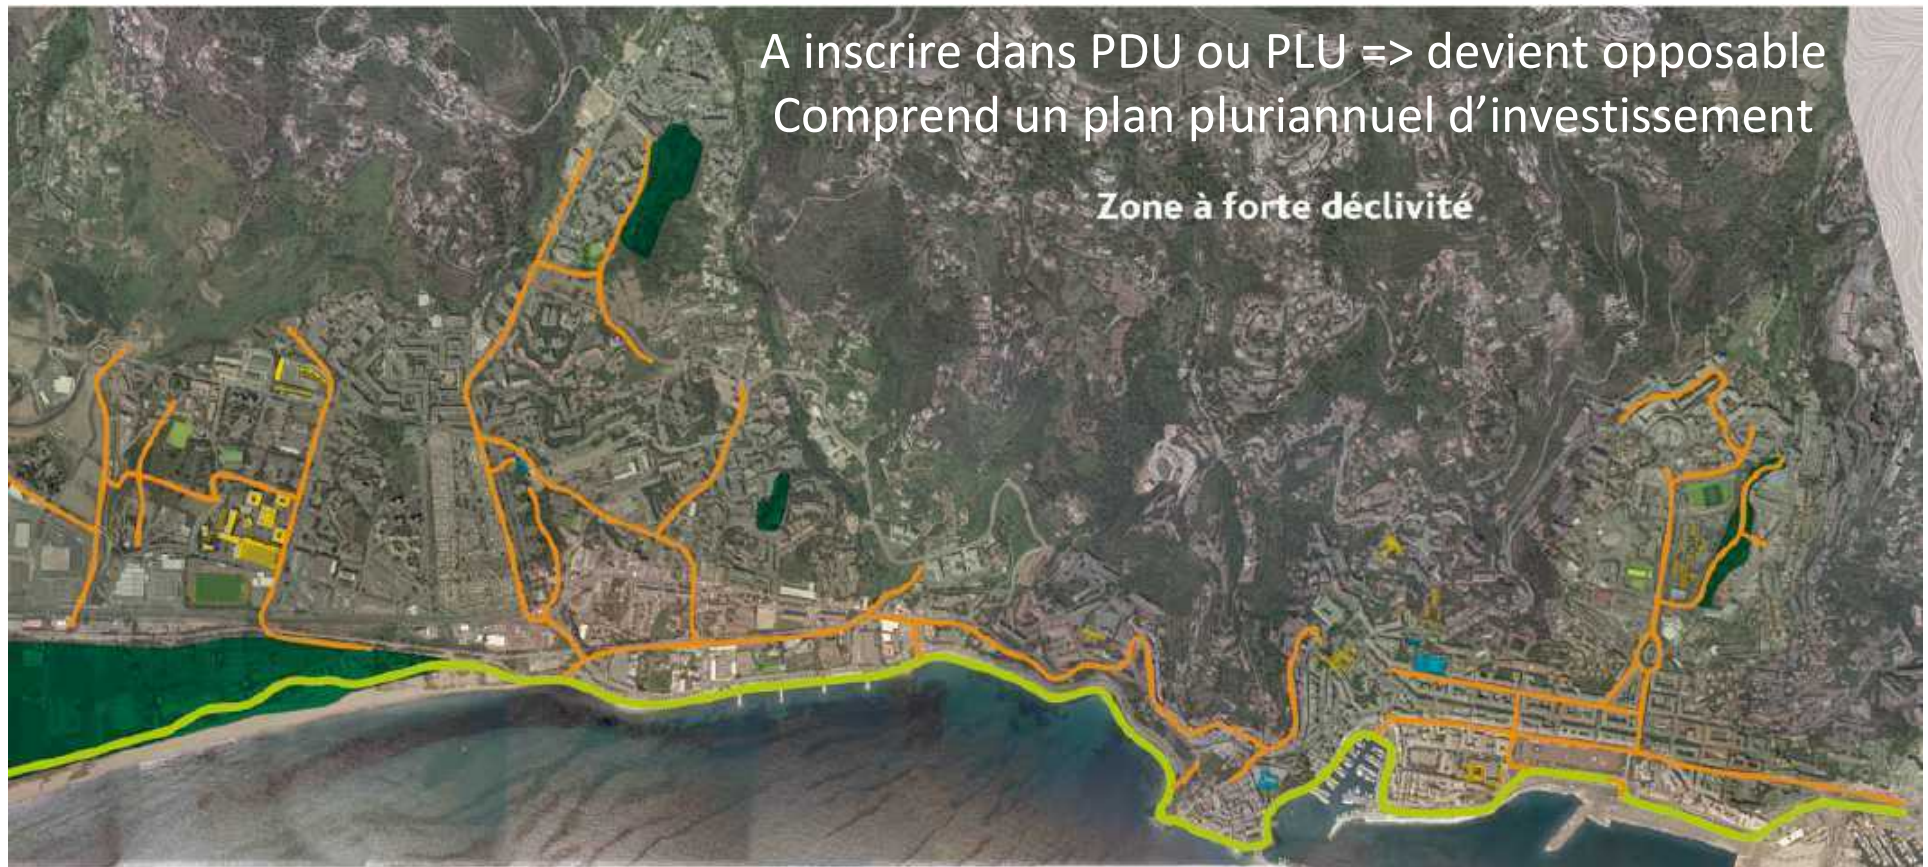 A inscrire dans PDU ou PLU => devient opposable
Comprend un plan pluriannuel d’investissement
Zone à forte déclivité